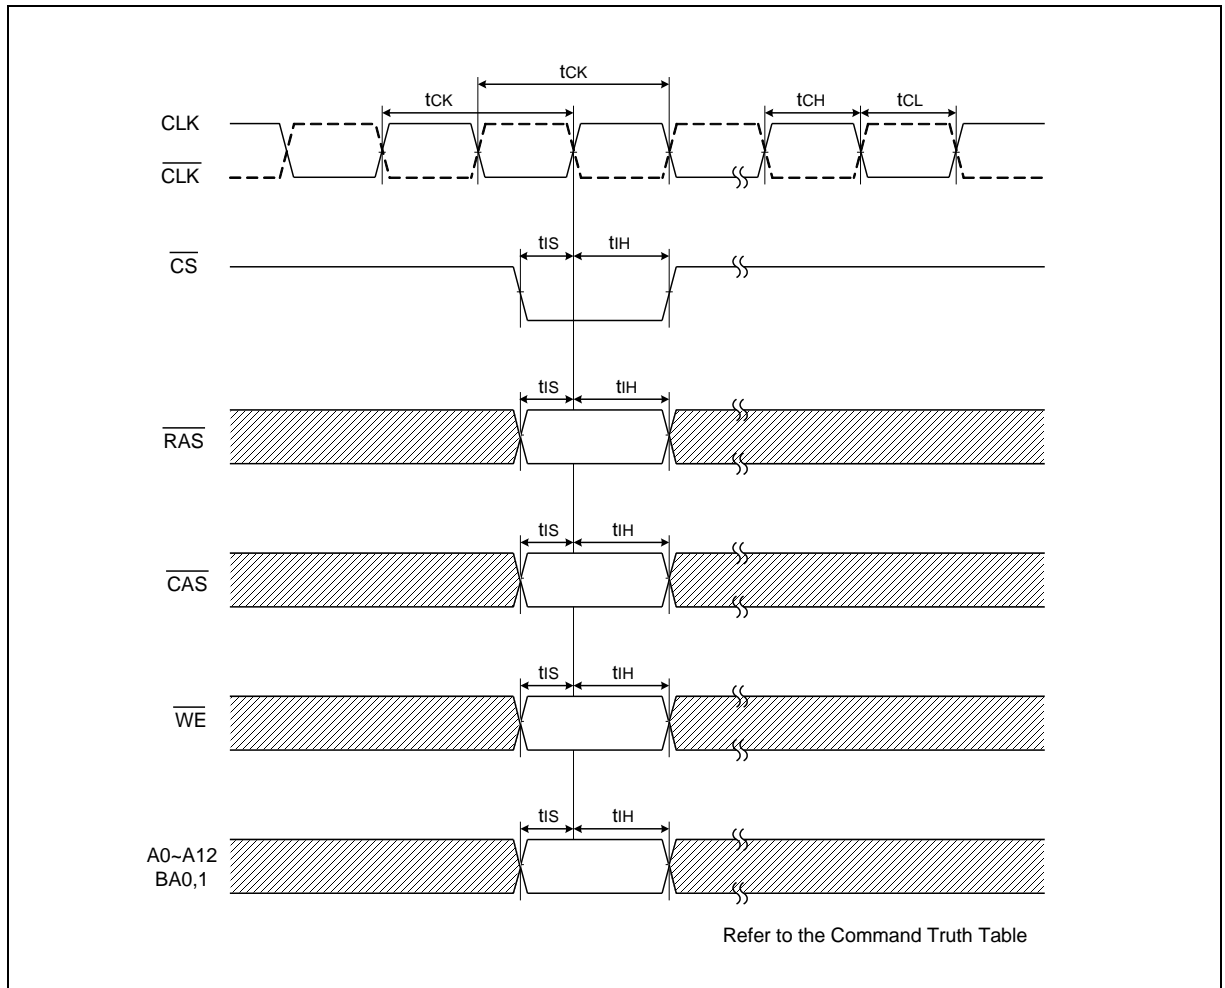 tCK
tCK tCH tCL
CLK
CLK
tIS tIH
CS
tIS tIH
RAS
tIS tIH
CAS
tIS tIH
WE
tIS tIH
A0~A12
BA0,1
Refer to the Command Truth Table